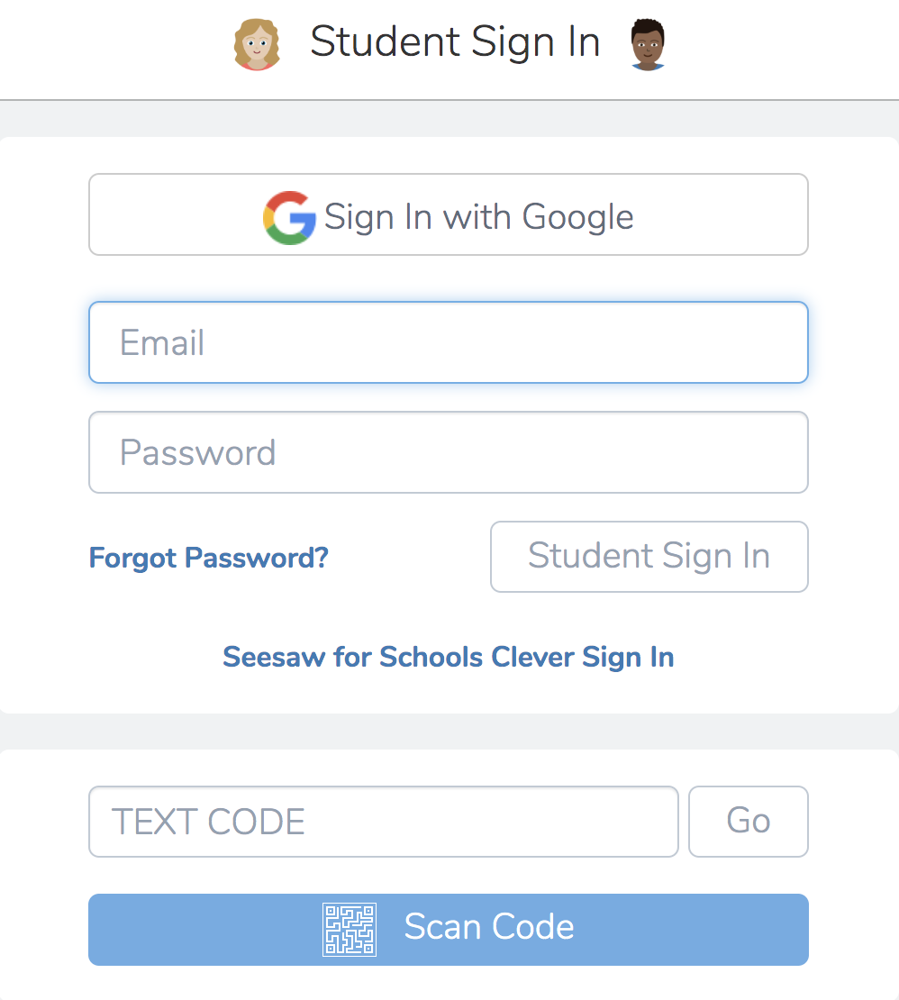 Student Sign In
Sign In with Google
Email
Password
Forgot Password?
Student Sign In
Seesaw for Schools Clever Sign In
TEXT CODE
Go
Scan Code